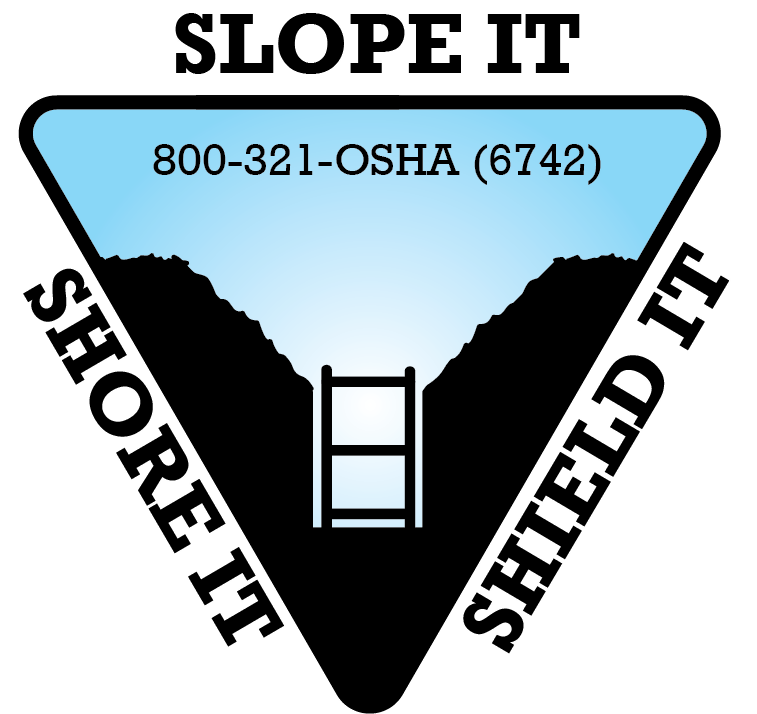 SLOPE IT
800-321-OSHA (6742)
SHORE IT
SHIELD IT